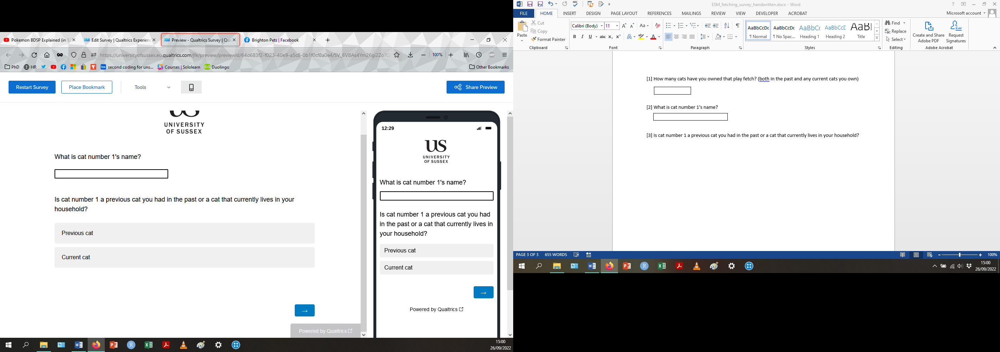 Pokemon BDSP Explained (in 12
Edit Survey | Qualtrics Experienc
Preview - Qualtrics Survey | Qua
Brighton Pets | Facebook
https://universityofsussex.eu.qualtrics.com/jfe/preview/previewId/64d683f2-f023-40e9-a5c8-0b1f0cf8a0e4/SV_6V8As4Ym26gi2Zo?Q
100%
ABP
PhD
HR
box
second coding for uns...
Courses | Sololearn
Duolingo
Other Bookmarks
Restart Survey
Place Bookmark
Tools
Share Preview
UNIVERSITY
OF SUSSEX
What is cat number 1's name?
Is cat number 1 a previous cat you had in the past or a cat that currently lives in your
household?
Previous cat
Current cat
→
Powered by Qualtrics
12:29
US
UNIVERSITY
OF SUSSEX
What is cat number 1's name?
Is cat number 1 a previous cat you had
in the past or a cat that currently lives in
your household?
Previous cat
Current cat
→
Powered by Qualtrics
15:00
26/09/2022
ESM_fetching_survey_handwritten.docx - Word
FILE
HOME
INSERT
DESIGN
PAGE LAYOUT
REFERENCES
MAILINGS
REVIEW
VIEW
DEVELOPER
ACROBAT
Microsoft account
Paste
Cut
Copy
Format Painter
Clipboard
Calibri (Body)
11
Font
Paragraph
AaBbCcDc
¶ Normal
AaBbCcDc
¶ No Spac...
AaBbCc
Heading 1
AaBbCcE
Heading 2
AaBl
Title
Styles
Find
Replace
Select
Editing
Create and Share
Adobe PDF
Request
Signatures
Adobe Acrobat
[1] How many cats have you owned that play fetch? (both in the past and any current cats you own)
[2] What is cat number 1's name?
[3] Is cat number 1 a previous cat you had in the past or a cat that currently lives in your household?
PAGE 3 OF 3
655 WORDS
100%
15:00
26/09/2022